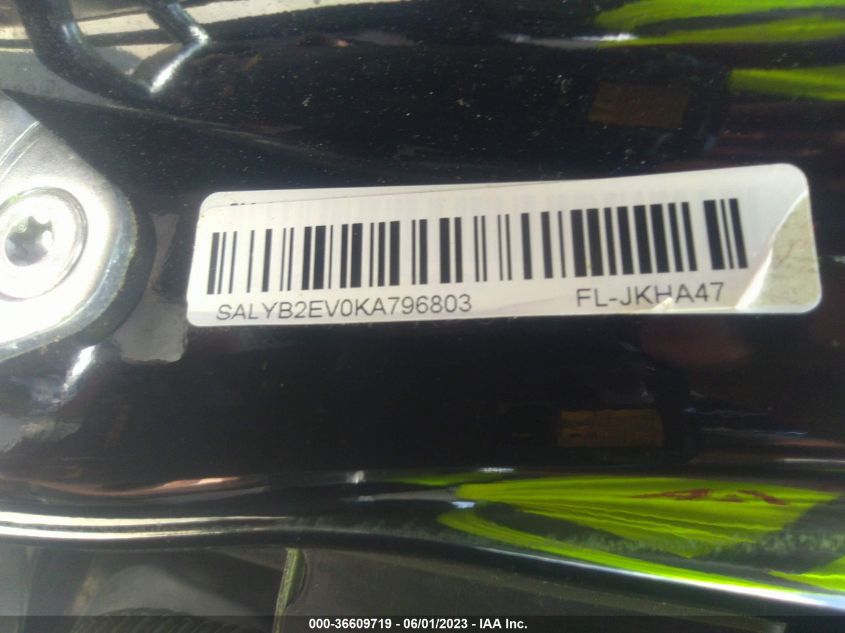 SALYB2EV0KA796803 FL-JKHA47
000-36609719 - 06/01/2023 - IAA Inc.